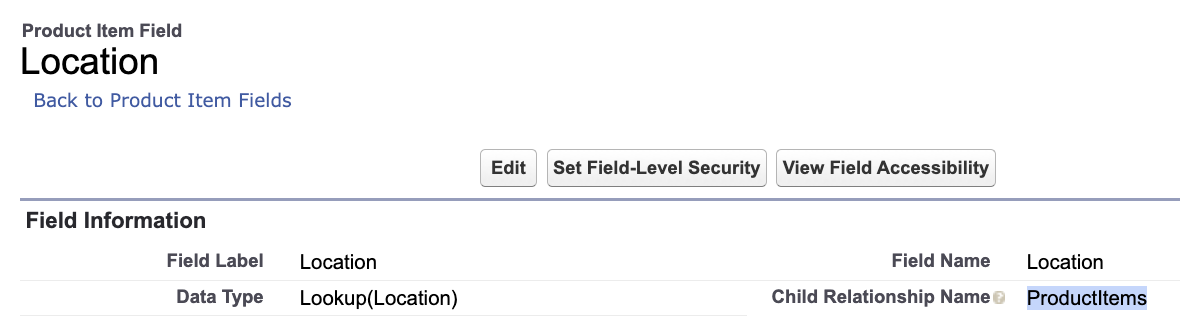 Product Item Field
Location
Back to Product Item Fields
Edit Set Field-Level Security View Field Accessibility
Field Information
Field Label Location Field Name Location
Data Type Lookup(Location) Child Relationship Name ? ProductItems